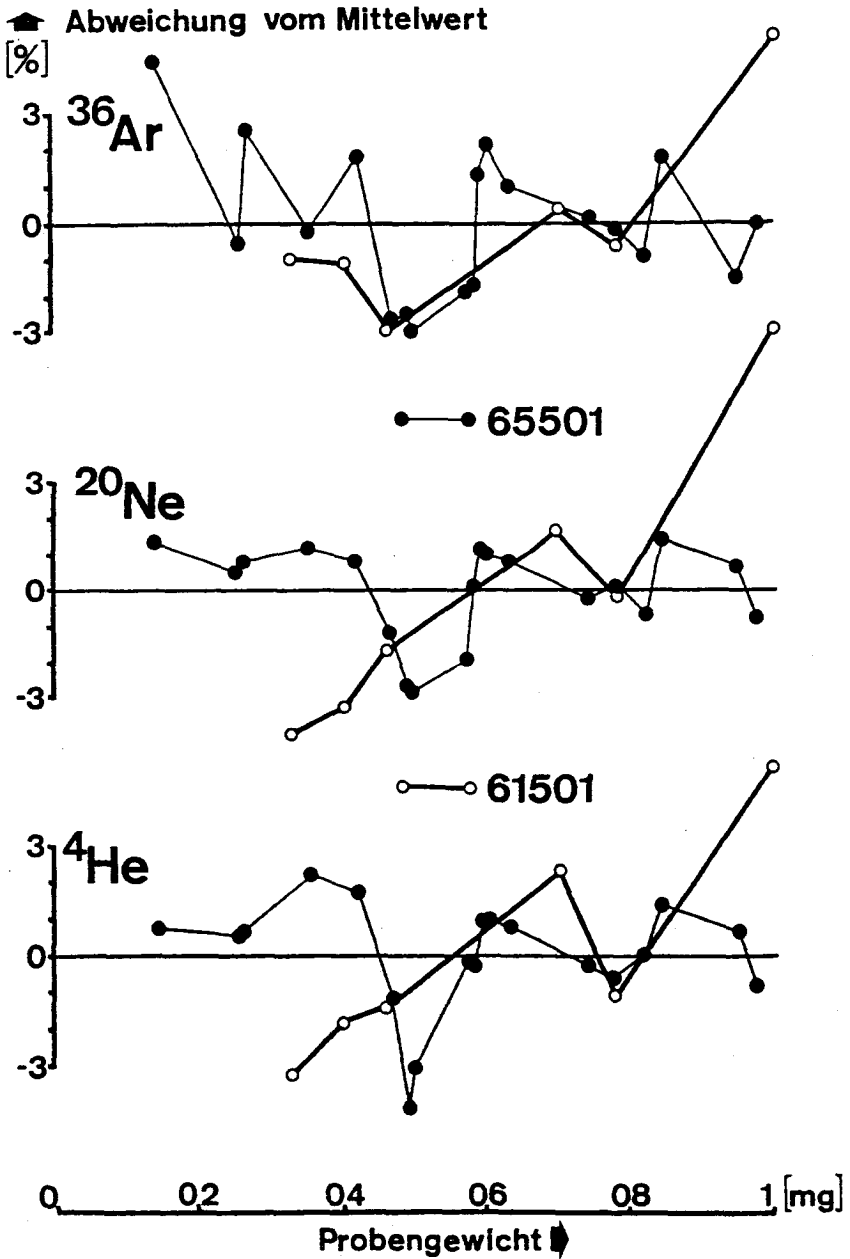 Abweichung vom Mittelwert
[%]
3
36Ar
0
-3
65501
3
20Ne
0
-3
61501
3
4He
0
-3
0 02 04 06 08 1 [mg]
Probengewicht